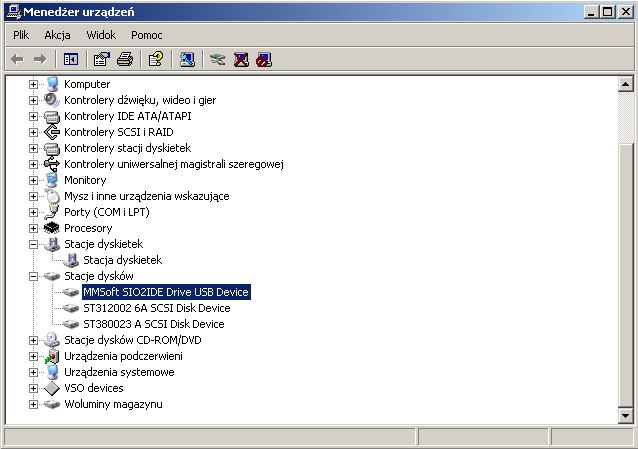 Menedżer urządzeń
Plik Akcja Widok Pomoc
Komputer
Kontrolery dźwięku, wideo i gier
Kontrolery IDE ATA/ATAPI
Kontrolery SCSI i RAID
Kontrolery stacji dyskietek
Kontrolery uniwersalnej magistrali szeregowej
Monitory
Mysz i inne urządzenia wskazujące
Porty (COM i LPT)
Procesory
Stacje dyskietek
Stacja dyskietek
Stacje dysków
MMSoft SIO2IDE Drive USB Device
ST312002 6A SCSI Disk Device
ST380023 A SCSI Disk Device
Stacje dysków CD-ROM/DVD
Urządzenia podczerwieni
Urządzenia systemowe
VSO devices
Woluminy magazynu